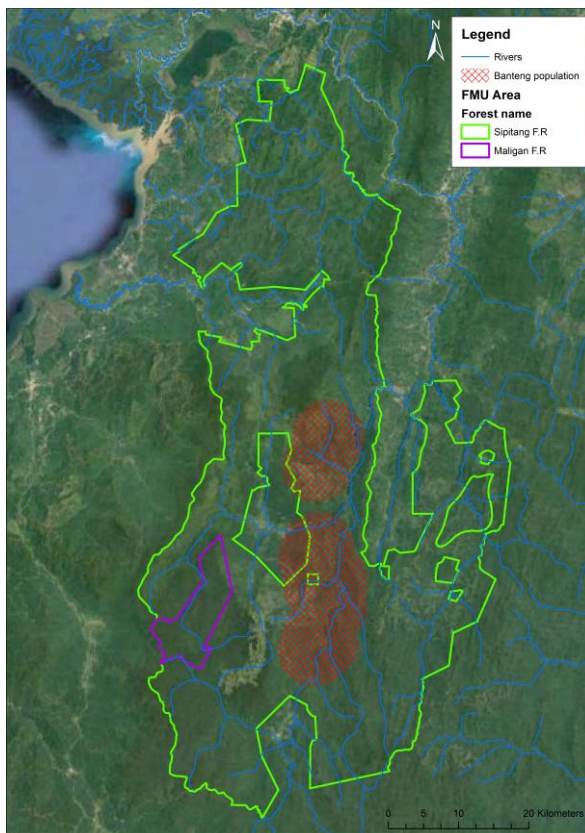 N
Legend
Rivers
Banteng population
FMU Area
Forest name
Sipitang F.R
Maligan F.R
0 5 10 20 Kilometers